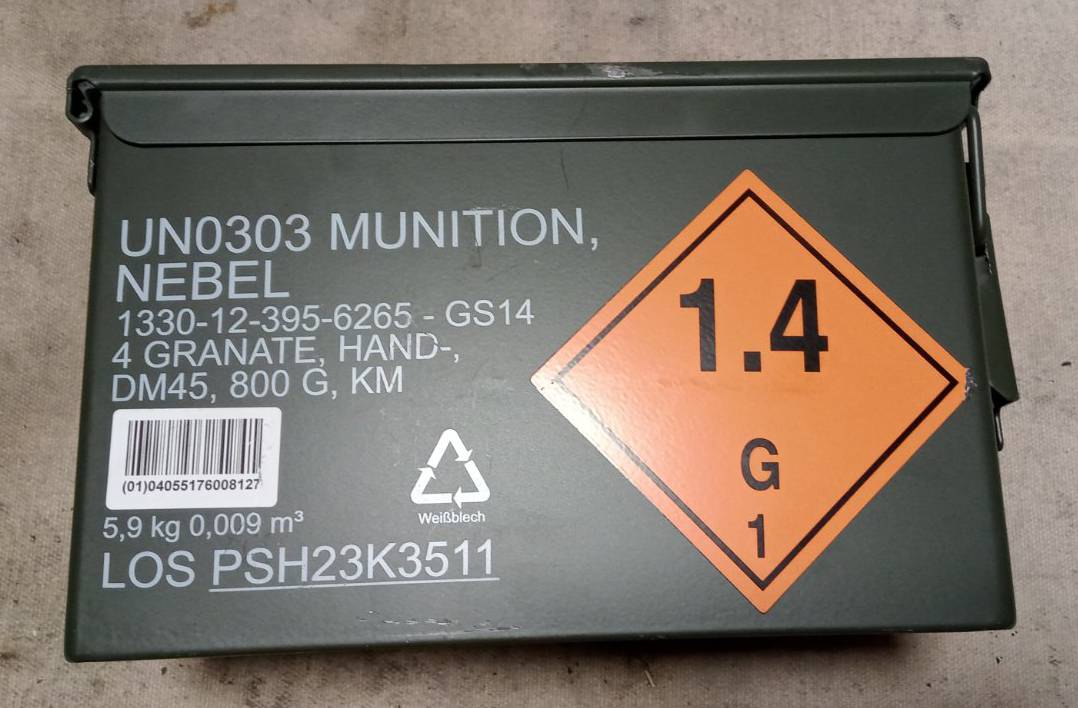 UN0303 MUNITION,
NEBEL
1330-12-395-6265 - GS14
4 GRANATE, HAND-,
DM45, 800 G, KM
(01)04055176008127
5,9 kg 0,009 m³
LOS PSH23K3511
Weißblech
1.4
G
1